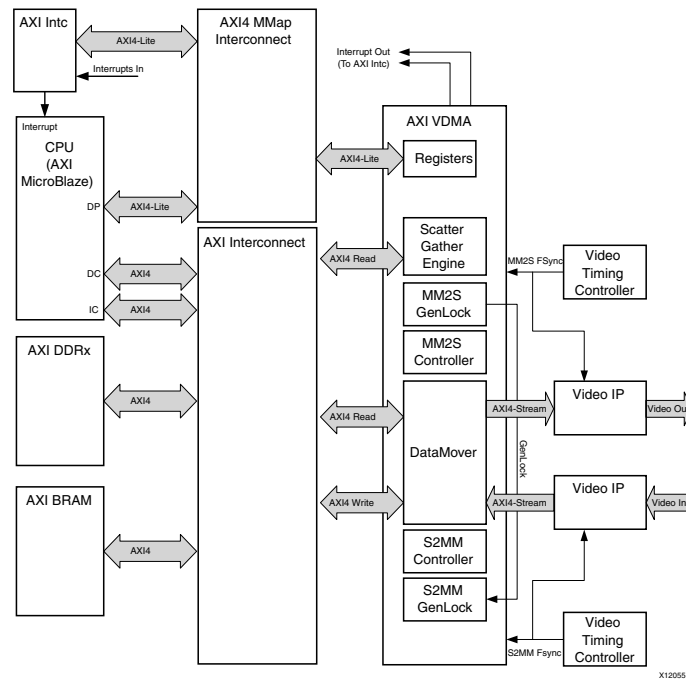 AXI Intc
AXI4-Lite
Interrupts In
AXI4 MMap
Interconnect
Interrupt Out
(To AXI Intc)
Interrupt
CPU
(AXI
MicroBlaze)
DP
AXI4-Lite
DC
AXI4
IC
AXI4
AXI DDRx
AXI4
AXI BRAM
AXI4
AXI Interconnect
AXI4-Lite
AXI4 Read
AXI4 Read
AXI4 Write
AXI VDMA
Registers
Scatter
Gather
Engine
MM2S
GenLock
MM2S
Controller
DataMover
S2MM
Controller
S2MM
GenLock
GenLock
MM2S FSync
Video
Timing
Controller
AXI4-Stream
Video IP
Video Ou
AXI4-Stream
Video IP
Video In
S2MM Fsync
Video
Timing
Controller
X12055